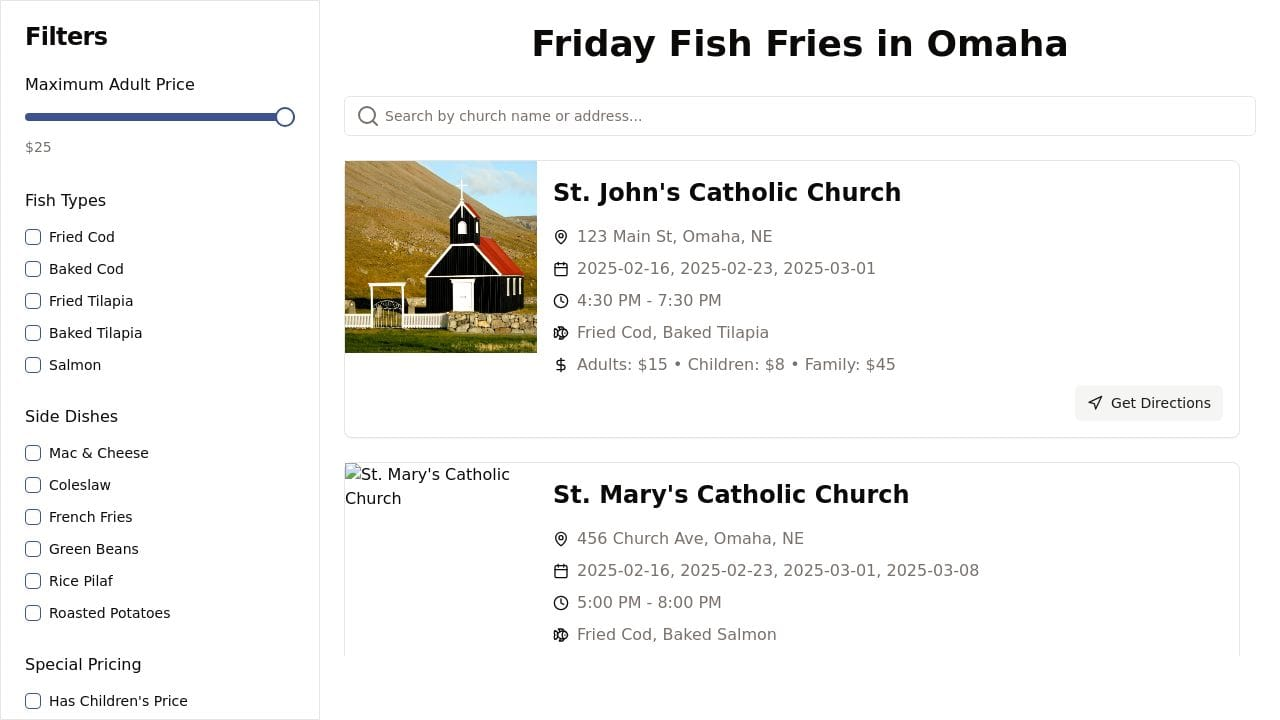 Filters
Maximum Adult Price
$25
Fish Types
Fried Cod
Baked Cod
Fried Tilapia
Baked Tilapia
Salmon
Side Dishes
Mac & Cheese
Coleslaw
French Fries
Green Beans
Rice Pilaf
Roasted Potatoes
Special Pricing
Has Children's Price
Friday Fish Fries in Omaha
Search by church name or address...
St. John's Catholic Church
123 Main St, Omaha, NE
2025-02-16, 2025-02-23, 2025-03-01
4:30 PM - 7:30 PM
Fried Cod, Baked Tilapia
Adults: $15 • Children: $8 • Family: $45
Get Directions
St. Mary's Catholic
Church
St. Mary's Catholic Church
456 Church Ave, Omaha, NE
2025-02-16, 2025-02-23, 2025-03-01, 2025-03-08
5:00 PM - 8:00 PM
Fried Cod, Baked Salmon